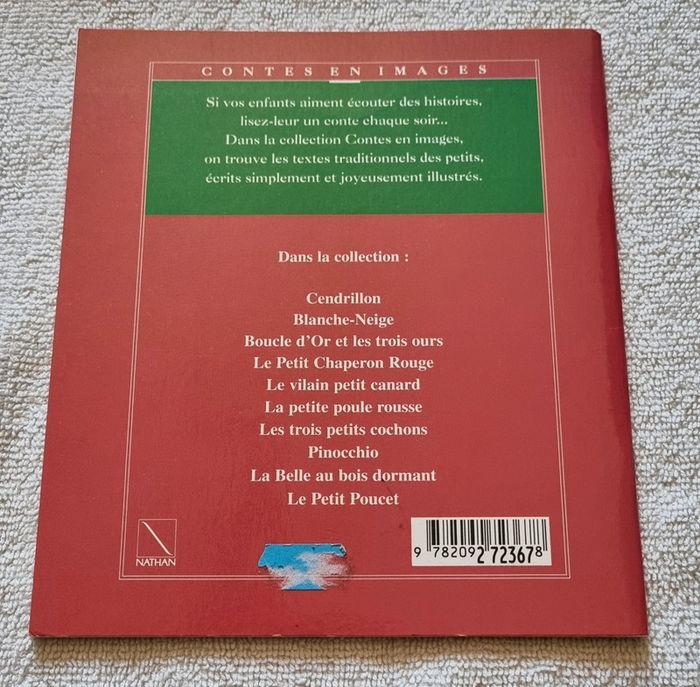 CONTES EN IMAGES
Si vos enfants aiment écouter des histoires,
lisez-leur un conte chaque soir...
Dans la collection Contes en images,
on trouve les textes traditionnels des petits,
écrits simplement et joyeusement illustrés.
Dans la collection :
Cendrillon
Blanche-Neige
Boucle d'Or et les trois ours
Le Petit Chaperon Rouge
Le vilain petit canard
La petite poule rousse
Les trois petits cochons
Pinocchio
La Belle au bois dormant
Le Petit Poucet
NATHAN
9 782092 723678